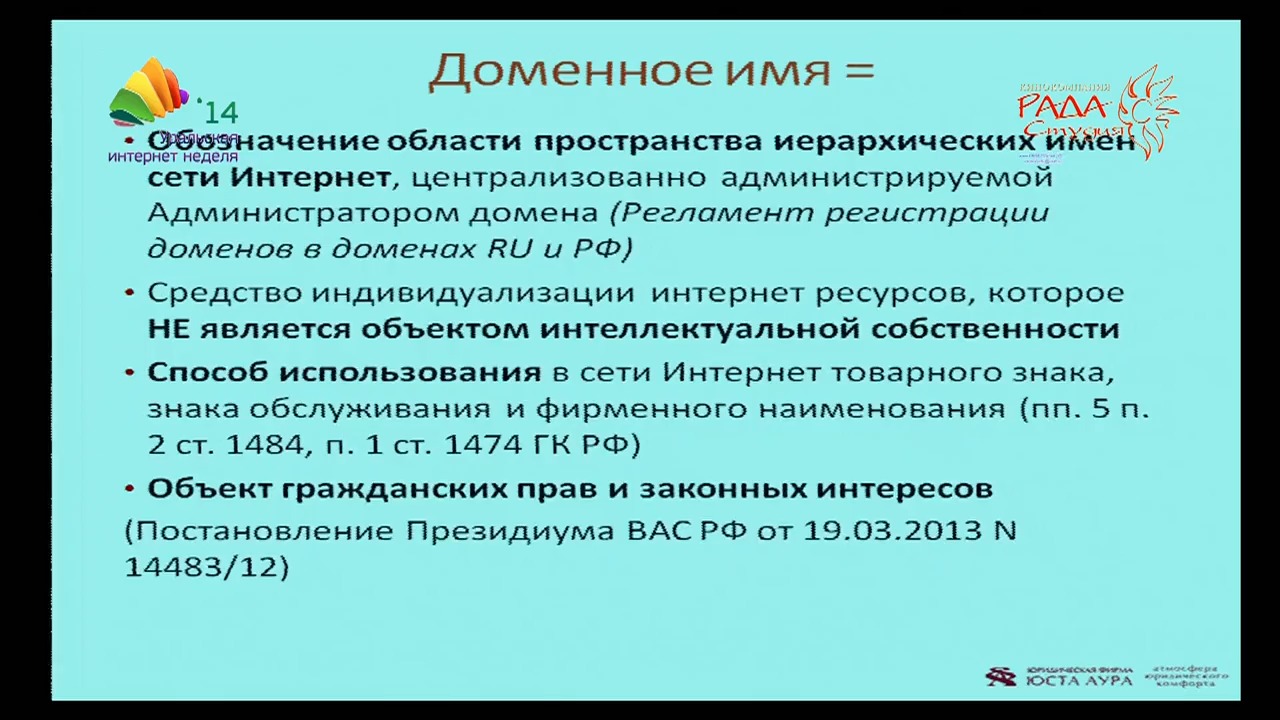 Доменное имя =
'14
Уральская
интернет неделя
КИНОКОМПАНИЯ
РАДА
Студия
• Обозначение области пространства иерархических имен
сети Интернет, централизованно администрируемой
Администратором домена (Регламент регистрации
доменов в доменах RU и РФ)
• Средство индивидуализации интернет ресурсов, которое
НЕ является объектом интеллектуальной собственности
• Способ использования в сети Интернет товарного знака,
знака обслуживания и фирменного наименования (пп. 5 п.
2 ст. 1484, п. 1 ст. 1474 ГК РФ)
• Объект гражданских прав и законных интересов
(Постановление Президиума ВАС РФ от 19.03.2013 N
14483/12)
ЮРИДИЧЕСКАЯ ФИРМА
ЮСТА АУРА
атмосфера
юридического
комфорта